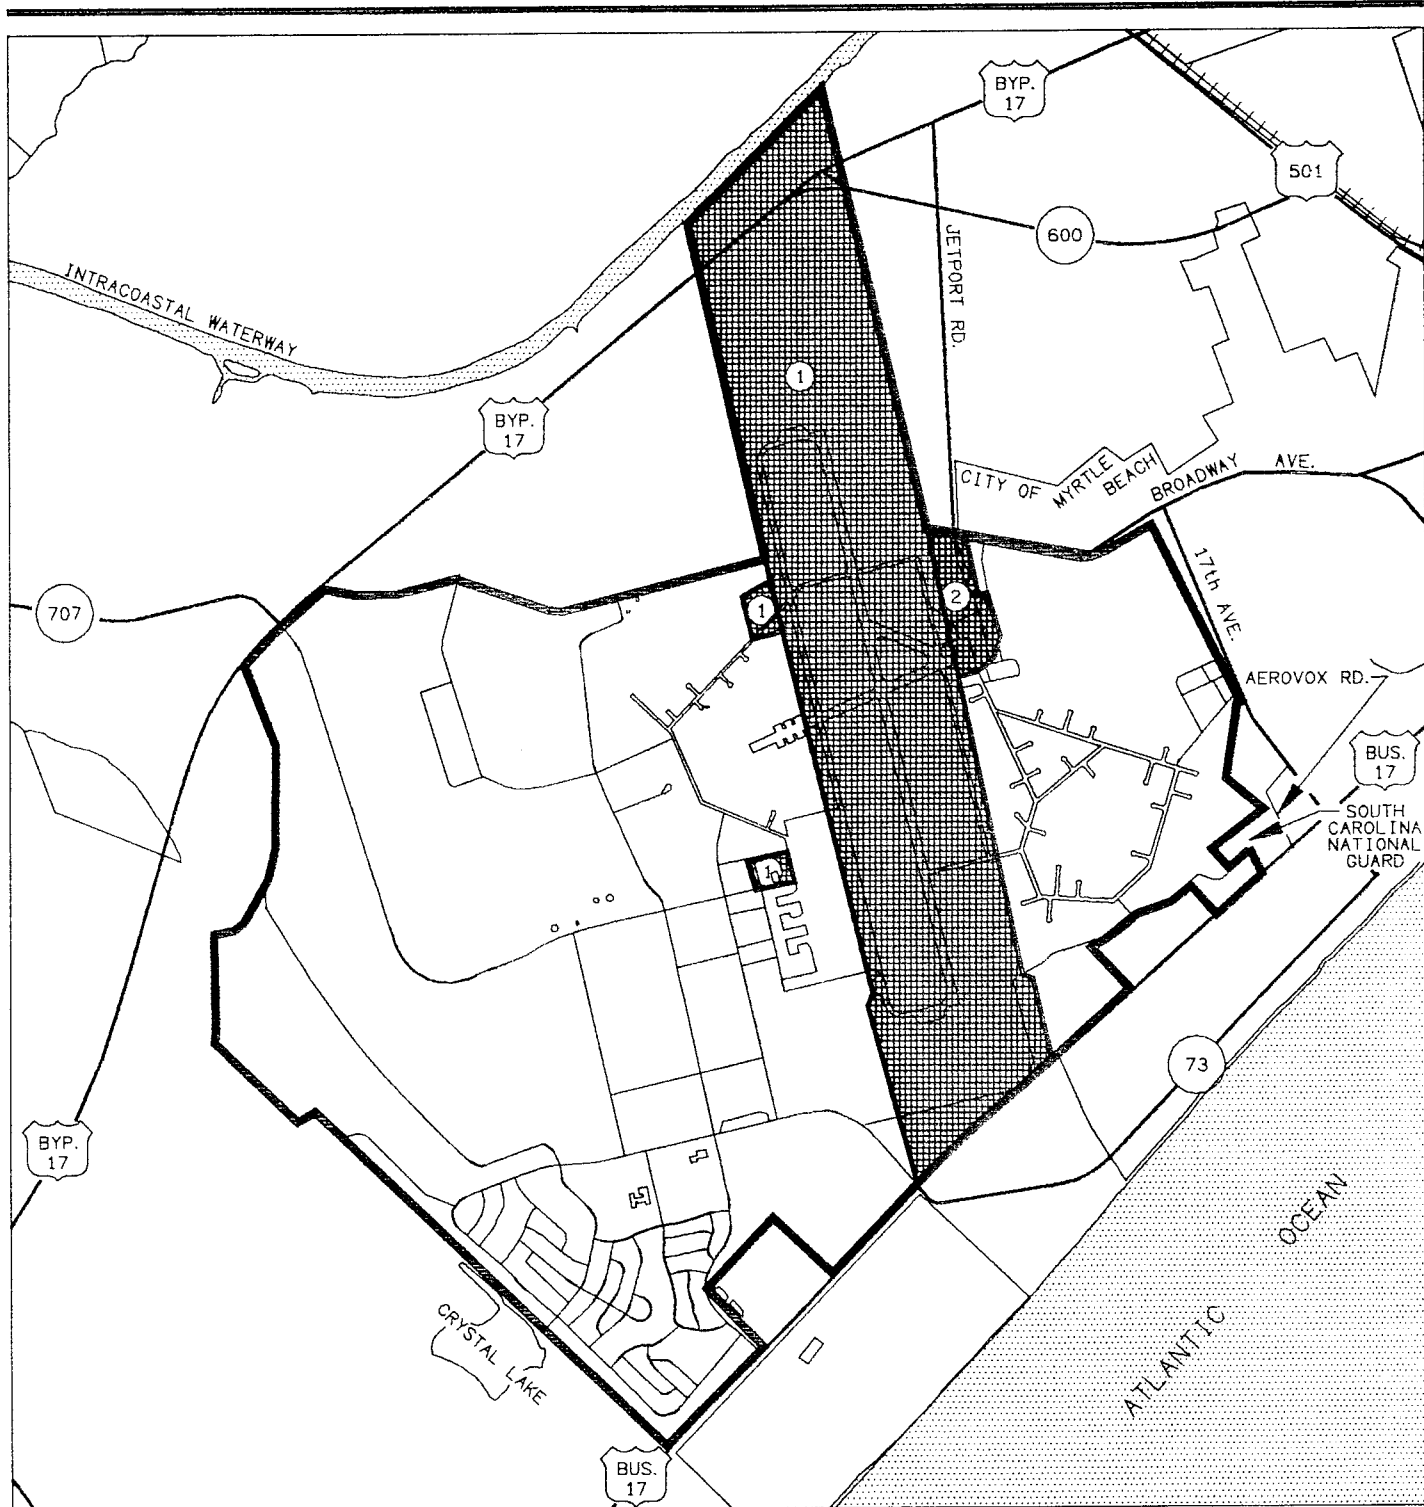 BYP.
17
501
600
JETPORT RD.
INTRACOASTAL WATERWAY
1
BYP.
17
CITY OF MYRTLE
BEACH
BROADWAY AVE.
17th AVE.
707
1
2
AEROVOX RD.
BUS.
17
SOUTH
CAROLINA
NATIONAL
GUARD
1
73
BYP.
17
OCEAN
ATLANTIC
CRYSTAL LAKE
BUS.
17